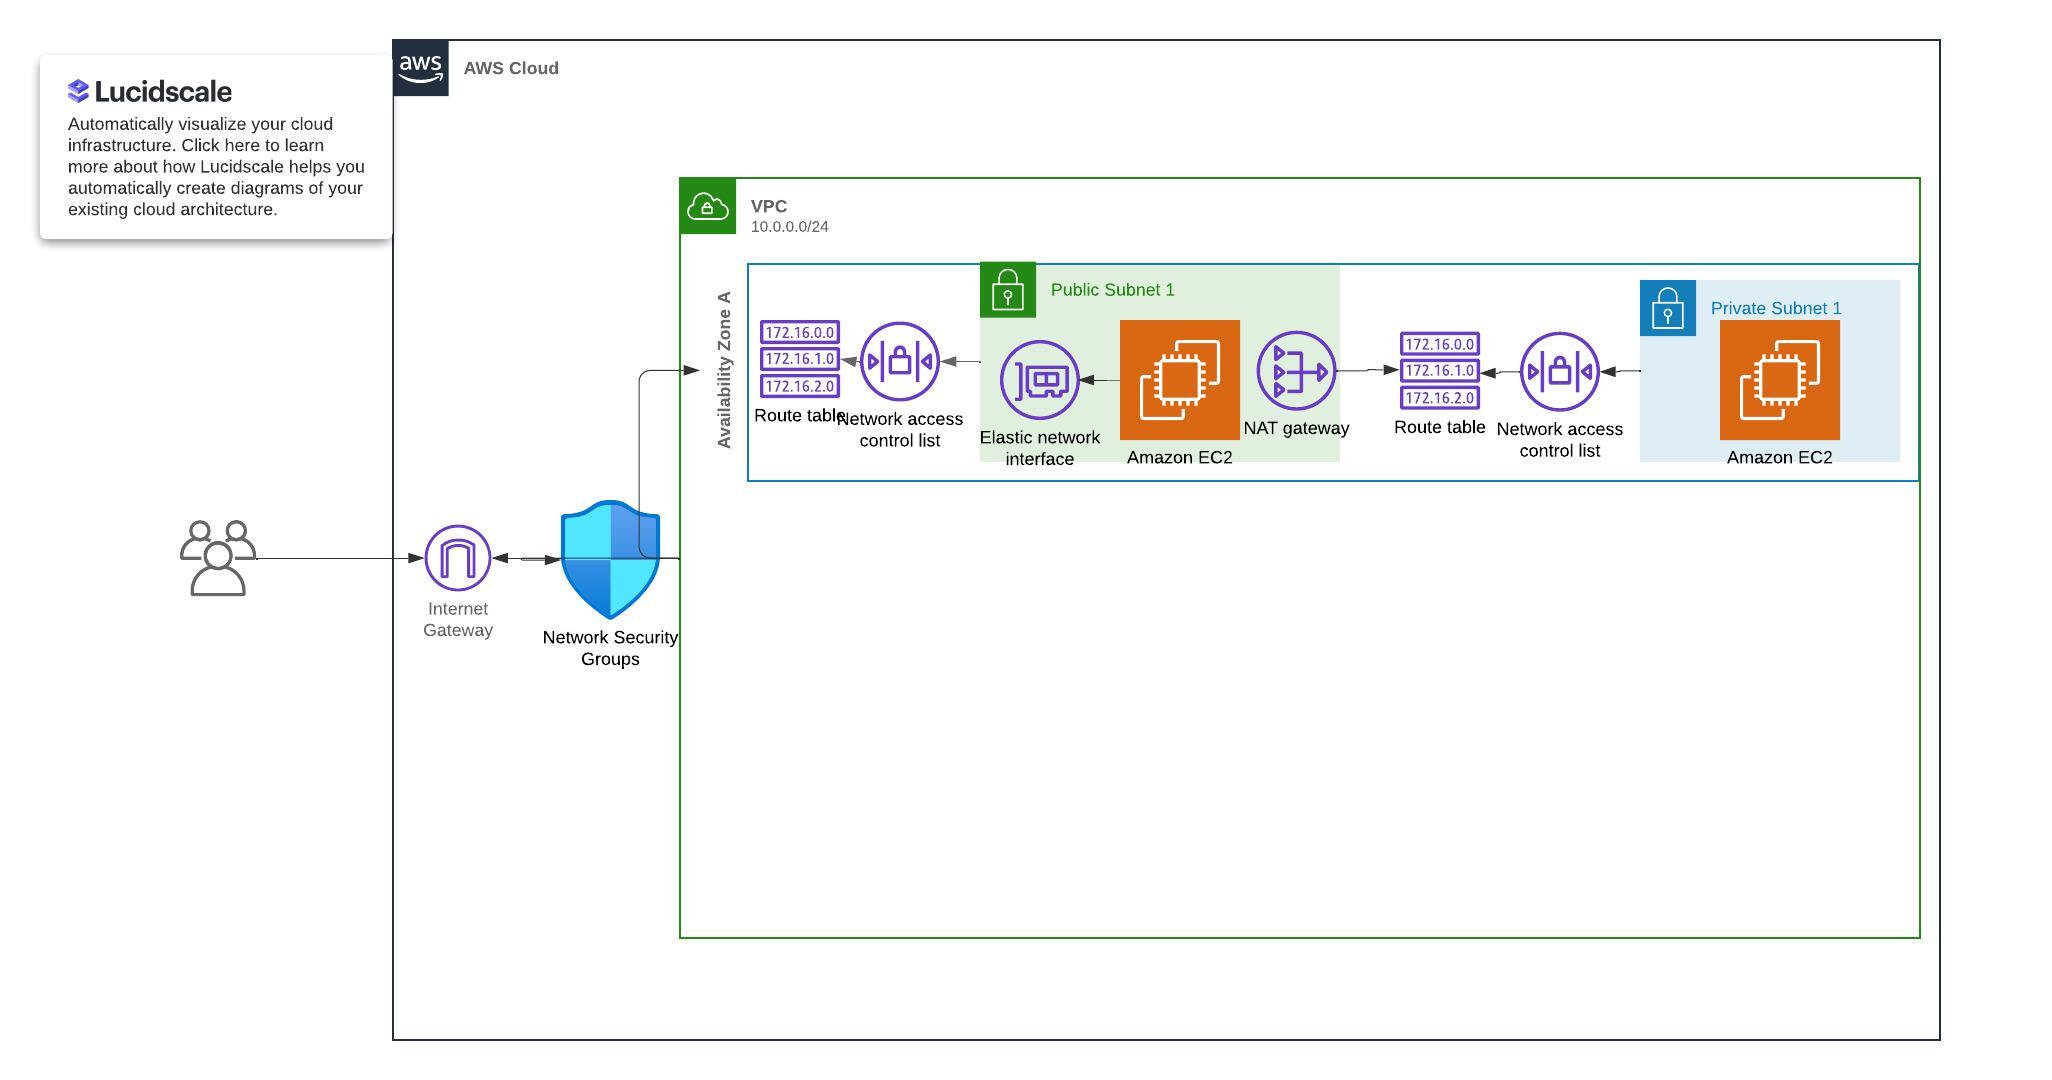 aws
AWS Cloud
Lucidscale
Automatically visualize your cloud
infrastructure. Click here to learn
more about how Lucidscale helps you
automatically create diagrams of your
existing cloud architecture.
VPC
10.0.0.0/24
Availability Zone A
172.16.0.0
172.16.1.0
172.16.2.0
Route table
Network access
control list
Public Subnet 1
Elastic network
interface
Amazon EC2
NAT gateway
172.16.0.0
172.16.1.0
172.16.2.0
Route table
Network access
control list
Private Subnet 1
Amazon EC2
Internet
Gateway
Network Security
Groups